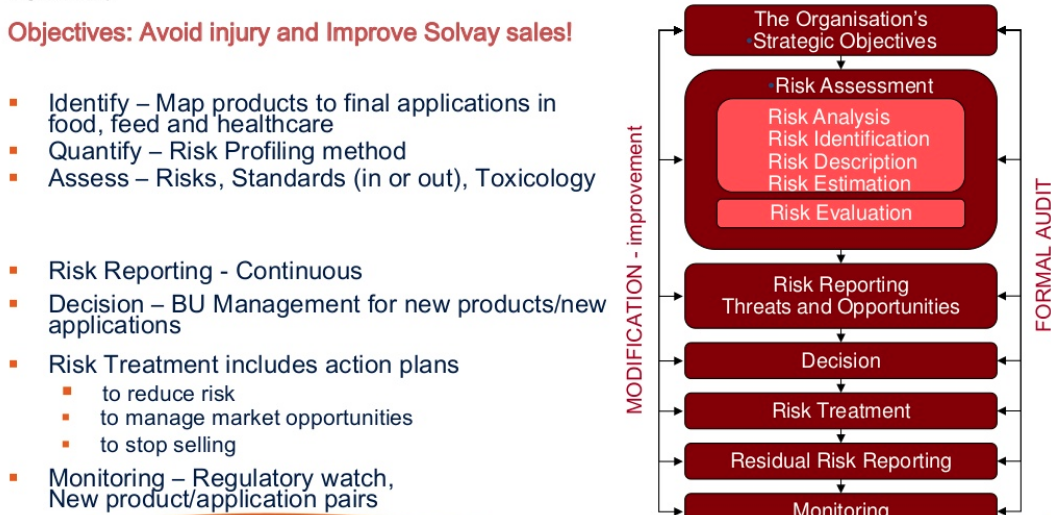 Objectives: Avoid injury and Improve Solvay sales!
Identify – Map products to final applications in
food, feed and healthcare
Quantify – Risk Profiling method
Assess – Risks, Standards (in or out), Toxicology
Risk Reporting - Continuous
Decision – BU Management for new products/new
applications
Risk Treatment includes action plans
to reduce risk
to manage market opportunities
to stop selling
Monitoring – Regulatory watch,
New product/application pairs
MODIFICATION - improvement
The Organisation's
•Strategic Objectives
•Risk Assessment
Risk Analysis
Risk Identification
Risk Description
Risk Estimation
Risk Evaluation
Risk Reporting
Threats and Opportunities
Decision
Risk Treatment
Residual Risk Reporting
Monitoring
FORMAL AUDIT